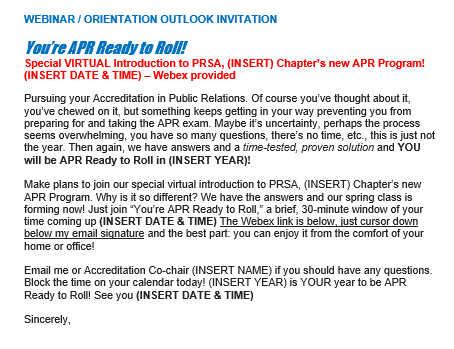 WEBINAR / ORIENTATION OUTLOOK INVITATION
You're APR Ready to Roll!
Special VIRTUAL Introduction to PRSA, (INSERT) Chapter's new APR Program!
(INSERT DATE & TIME) – Webex provided
Pursuing your Accreditation in Public Relations. Of course you've thought about it,
you've chewed on it, but something keeps getting in your way preventing you from
preparing for and taking the APR exam. Maybe it's uncertainty, perhaps the process
seems overwhelming, you have so many questions, there's no time, etc., this is just not
the year. Then again, we have answers and a time-tested, proven solution and YOU
will be APR Ready to Roll in (INSERT YEAR)!
Make plans to join our special virtual introduction to PRSA, (INSERT) Chapter's new
APR Program. Why is it so different? We have the answers and our spring class is
forming now! Just join "You're APR Ready to Roll," a brief, 30-minute window of your
time coming up (INSERT DATE & TIME) The Webex link is below, just cursor down
below my email signature and the best part: you can enjoy it from the comfort of your
home or office!
Email me or Accreditation Co-chair (INSERT NAME) if you should have any questions.
Block the time on your calendar today! (INSERT YEAR) is YOUR year to be APR
Ready to Roll! See you (INSERT DATE & TIME)
Sincerely,